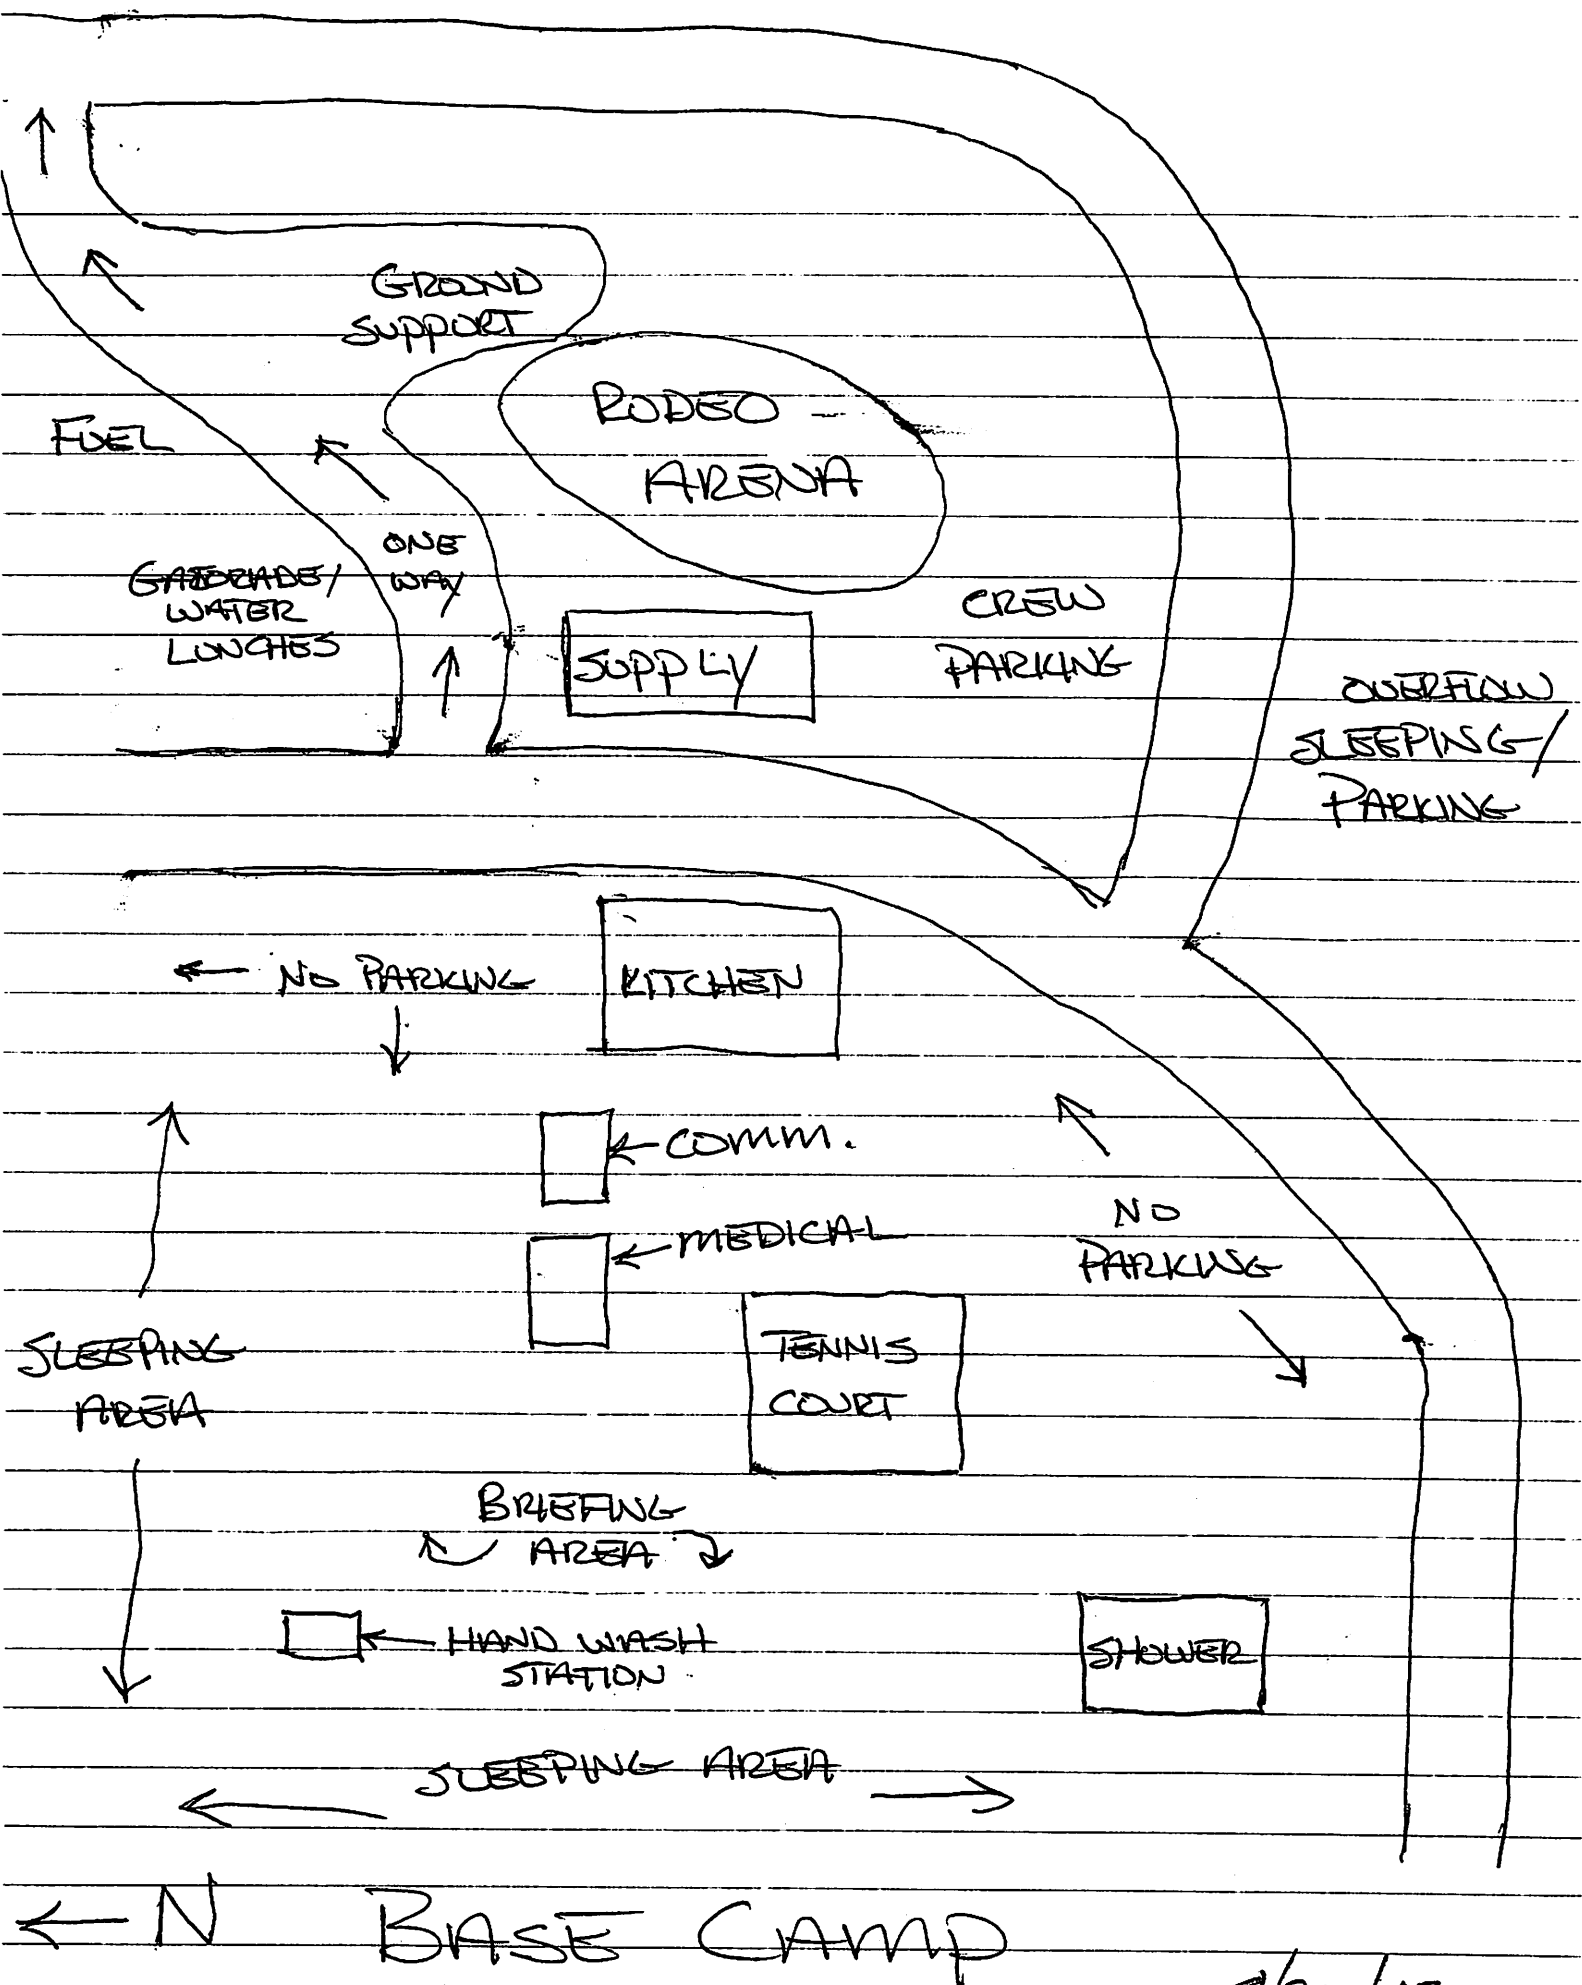 GROUND
SUPPORT
RODEO
ARENA
FUEL
ONE
WAY
GATORADE/
WATER
LUNCHES
SUPPLY
CREW
PARKING
OVERFLOW
SLEEPING/
PARKING
NO PARKING
KITCHEN
COMM.
MEDICAL
NO
PARKING
TENNIS
COURT
SLEEPING
AREA
BRIEFING
AREA
HAND WASH
STATION
SHOWER
SLEEPING AREA
N BASE CAMP